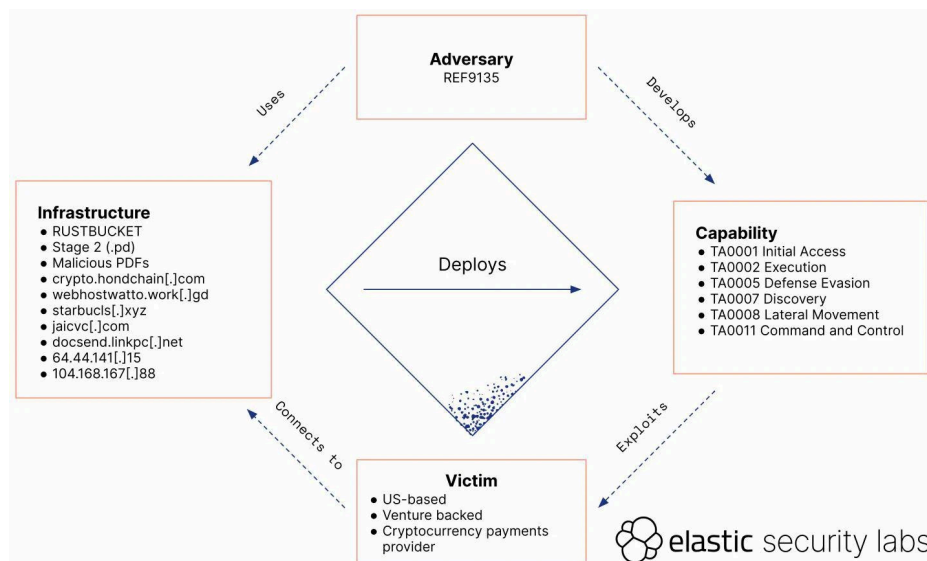 Adversary
REF9135
Uses
Develops
Infrastructure
● RUSTBUCKET
● Stage 2 (.pd)
● Malicious PDFs
● crypto.hondchain[.]com
● webhostwatto.work[.]gd
● starbucls[.]xyz
● jaicvc[.]com
● docsend.linkpc[.]net
● 64.44.141[.]15
● 104.168.167[.]88
Deploys
Capability
● TA0001 Initial Access
● TA0002 Execution
● TA0005 Defense Evasion
● TA0007 Discovery
● TA0008 Lateral Movement
● TA0011 Command and Control
Connects to
Exploits
Victim
● US-based
● Venture backed
● Cryptocurrency payments
provider
elastic security labs